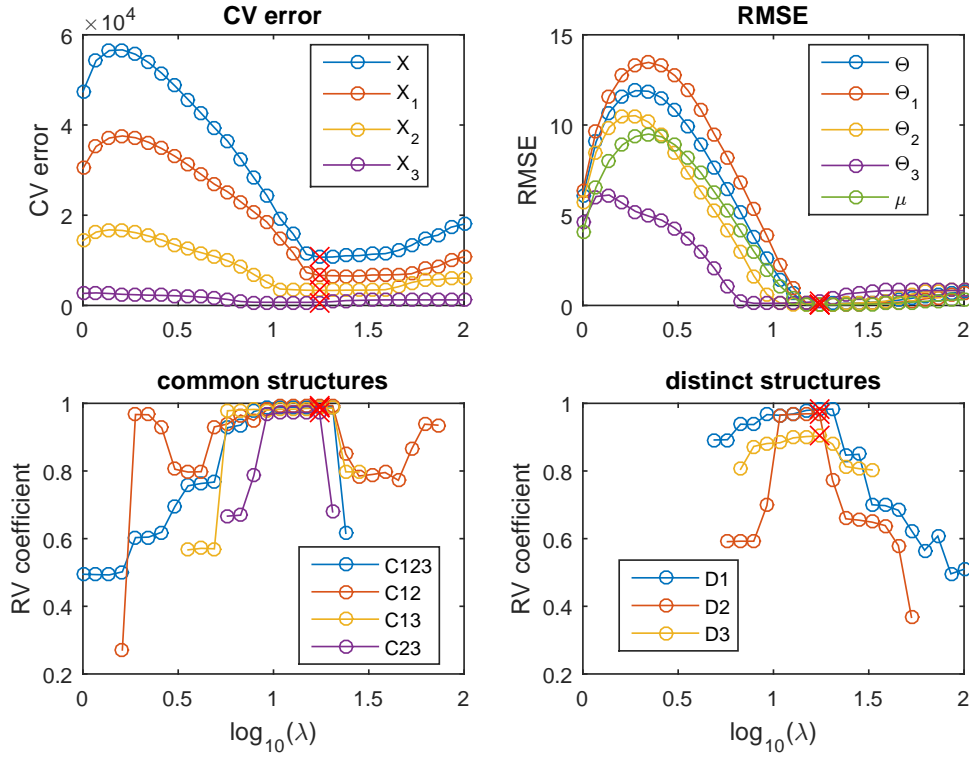 CV error
×10⁴
CV error
6
4
2
0
0 0.5 1 1.5 2
X
X₁
X₂
X₃
RMSE
RMSE
15
10
5
0
0 0.5 1 1.5 2
Θ
Θ₁
Θ₂
Θ₃
μ
common structures
RV coefficient
1
0.8
0.6
0.4
0.2
0 0.5 1 1.5 2
log₁₀(λ)
C123
C12
C13
C23
distinct structures
RV coefficient
1
0.8
0.6
0.4
0.2
0 0.5 1 1.5 2
log₁₀(λ)
D1
D2
D3